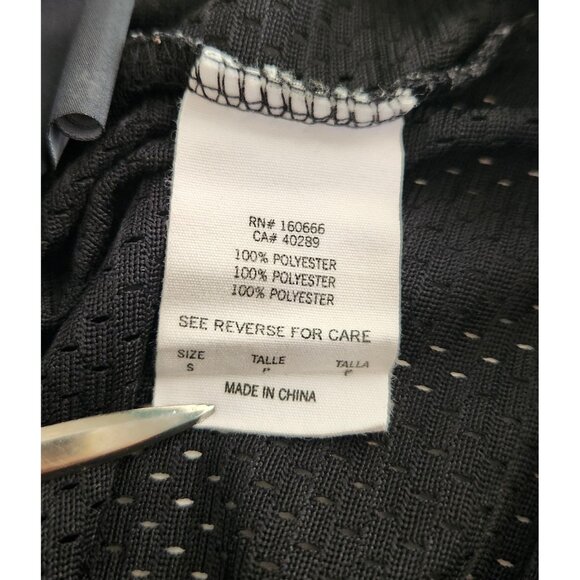 RN# 160666
CA# 40289
100% POLYESTER
100% POLYESTER
100% POLYESTER
SEE REVERSE FOR CARE
SIZE TALLE TALLA
S P
MADE IN CHINA